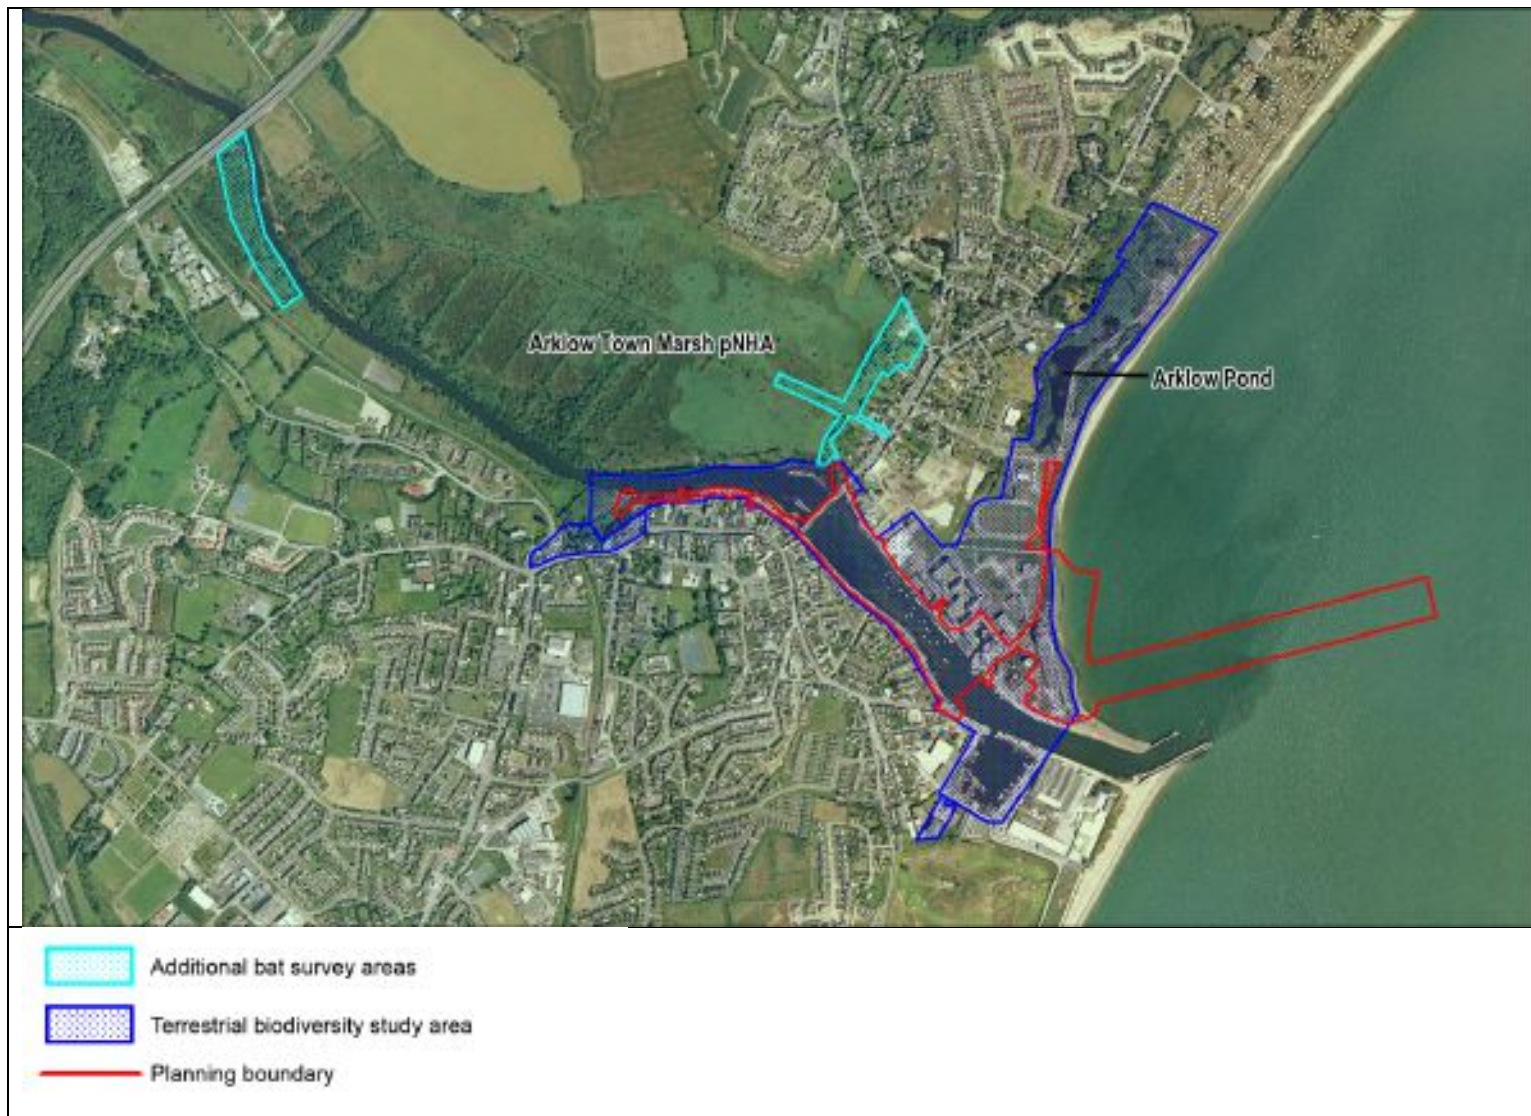 Arklow Town Marsh pNHA
Arklow Pond
Additional bat survey areas
Terrestrial biodiversity study area
Planning boundary